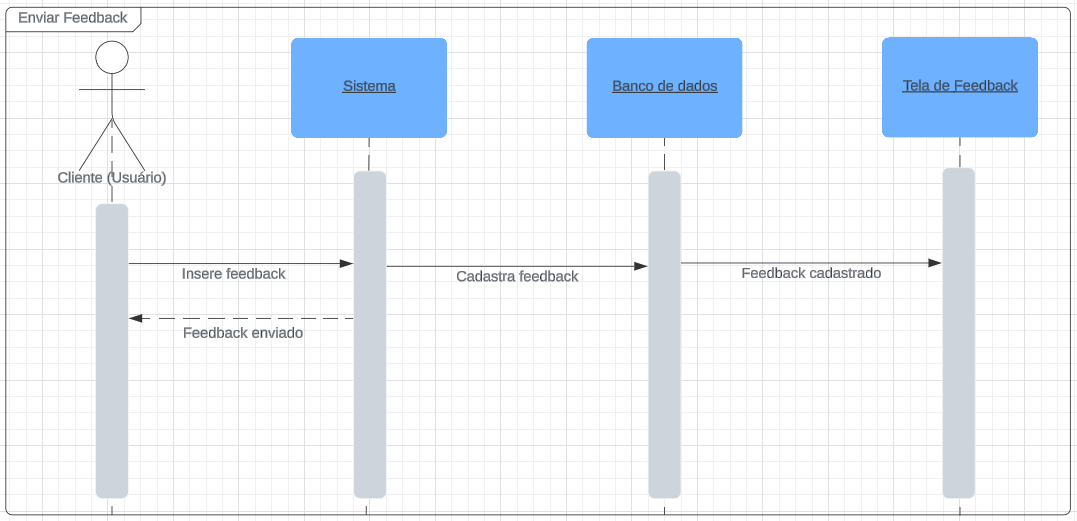 Enviar Feedback
Sistema
Banco de dados
Tela de Feedback
Cliente (Usuário)
Insere feedback
Cadastra feedback
Feedback cadastrado
Feedback enviado